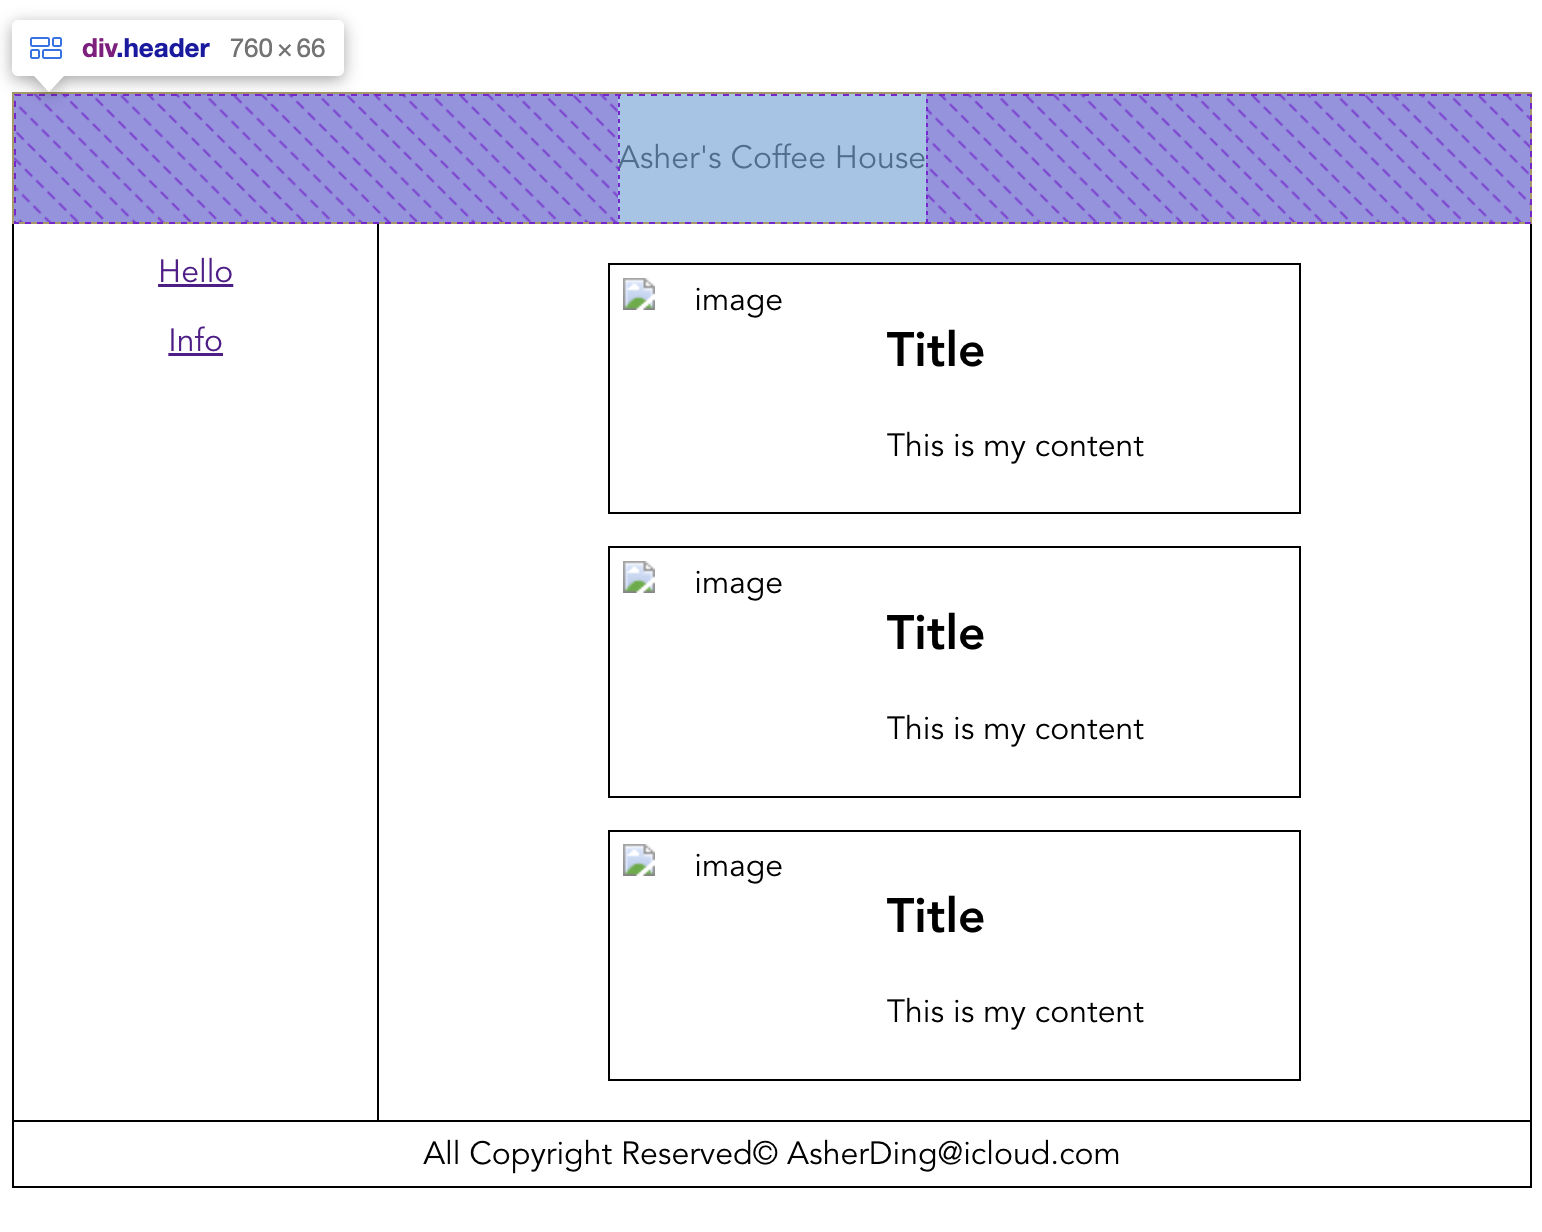 div.header 760×66
Asher's Coffee House
Hello
Info
image
Title
This is my content
image
Title
This is my content
image
Title
This is my content
All Copyright Reserved© AsherDing@icloud.com